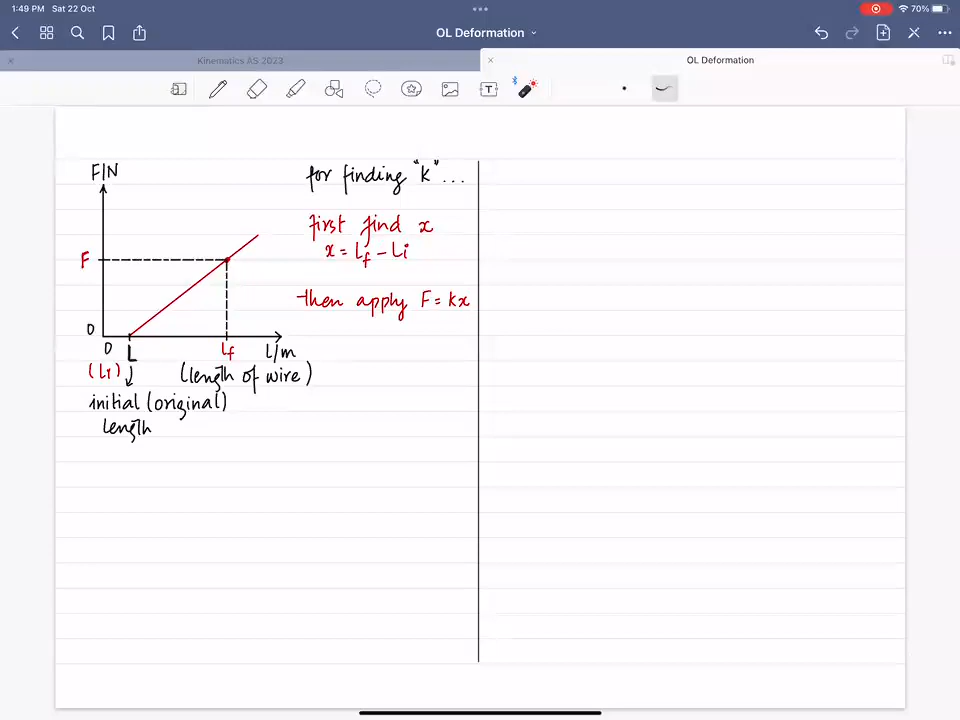 1:49 PM Sat 22 Oct
70%
OL Deformation
Kinematics AS 2023
OL Deformation
T
F/N
F
0
0
L
Lf
l/m
(Li)
(length of wire)
initial (original)
length
for finding "k"...
first find x
x = Lf - Li
then apply F = kx